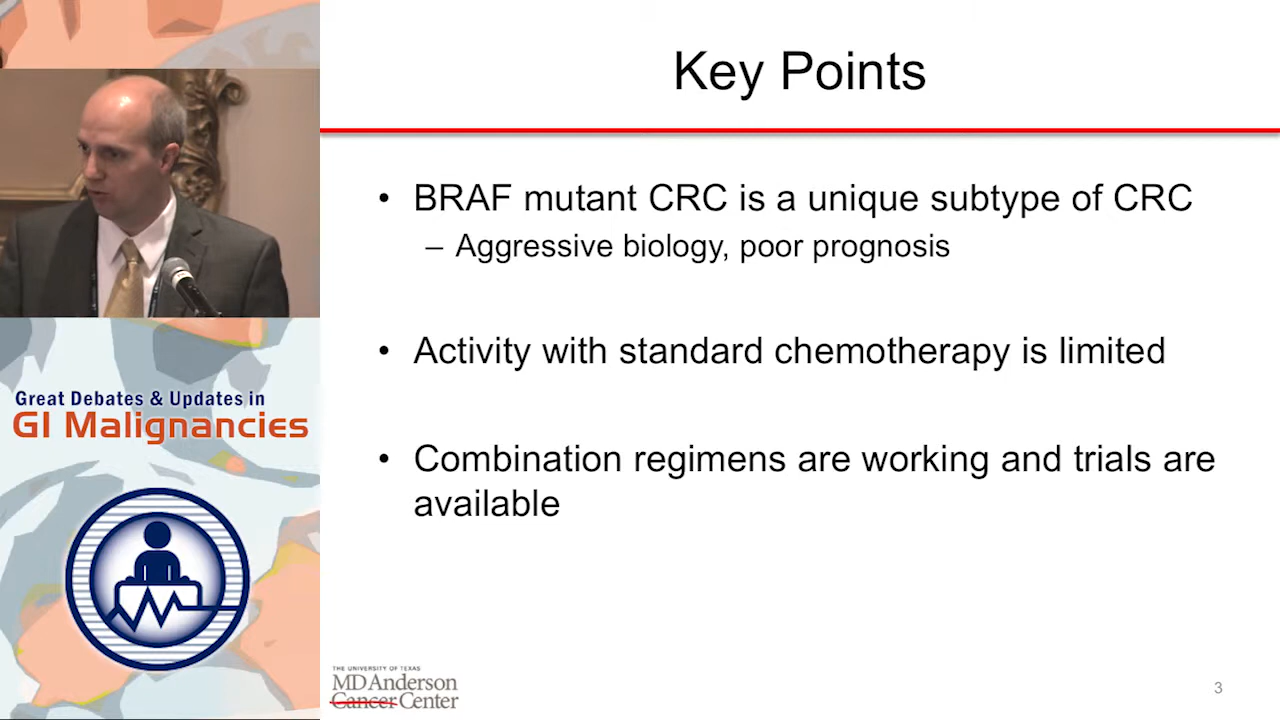 Key Points
• BRAF mutant CRC is a unique subtype of CRC
– Aggressive biology, poor prognosis
• Activity with standard chemotherapy is limited
• Combination regimens are working and trials are
available
Great Debates & Updates in
GI Malignancies
THE UNIVERSITY OF TEXAS
MD Anderson
Cancer Center
3